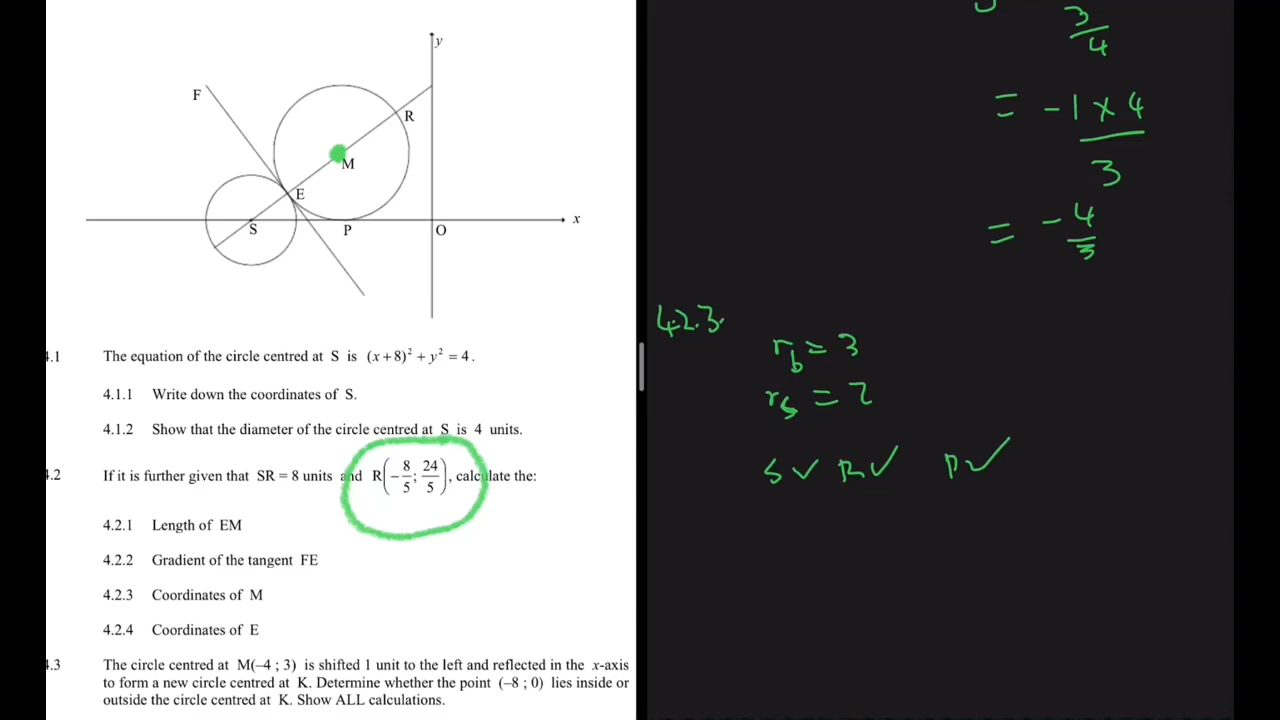 y
F
R
M
E
x
S
P
O
4.1 The equation of the circle centred at S is (x+8)² + y² = 4.
4.1.1 Write down the coordinates of S.
4.1.2 Show that the diameter of the circle centred at S is 4 units.
4.2 If it is further given that SR = 8 units and R(−8/5 ; 24/5), calculate the:
4.2.1 Length of EM
4.2.2 Gradient of the tangent FE
4.2.3 Coordinates of M
4.2.4 Coordinates of E
4.3 The circle centred at M(–4 ; 3) is shifted 1 unit to the left and reflected in the x-axis
to form a new circle centred at K. Determine whether the point (–8 ; 0) lies inside or
outside the circle centred at K. Show ALL calculations.
3/4
= -1 × 4
3
= -4/3
4.2.3.
r_b = 3
r_s = 2
S✓ R✓ P✓